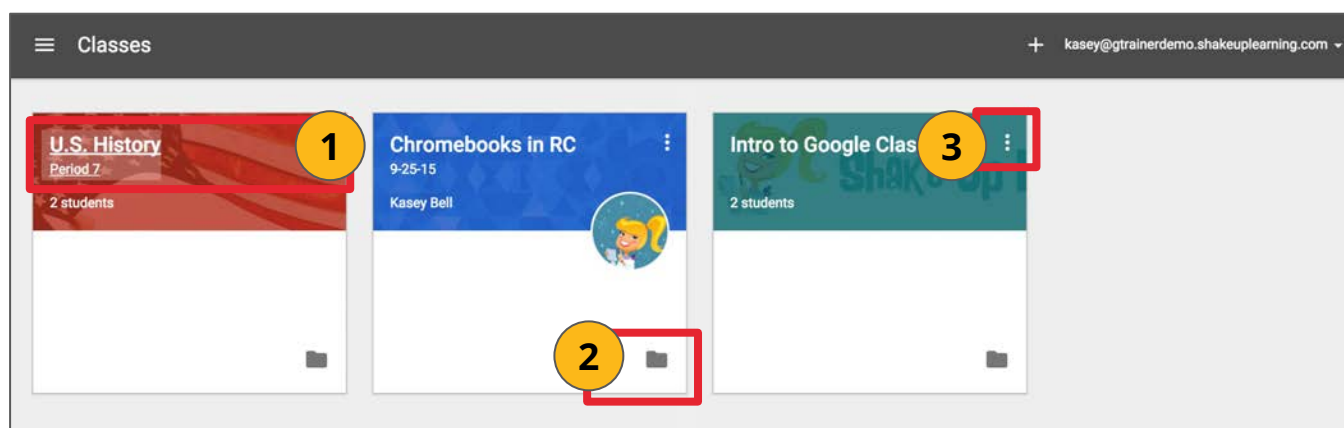 Classes
kasey@gtrainerdemo.shakeuplearning.com
U.S. History
Period 7
2 students
1
Chromebooks in RC
9-25-15
Kasey Bell
2
Intro to Google Clas
3
2 students